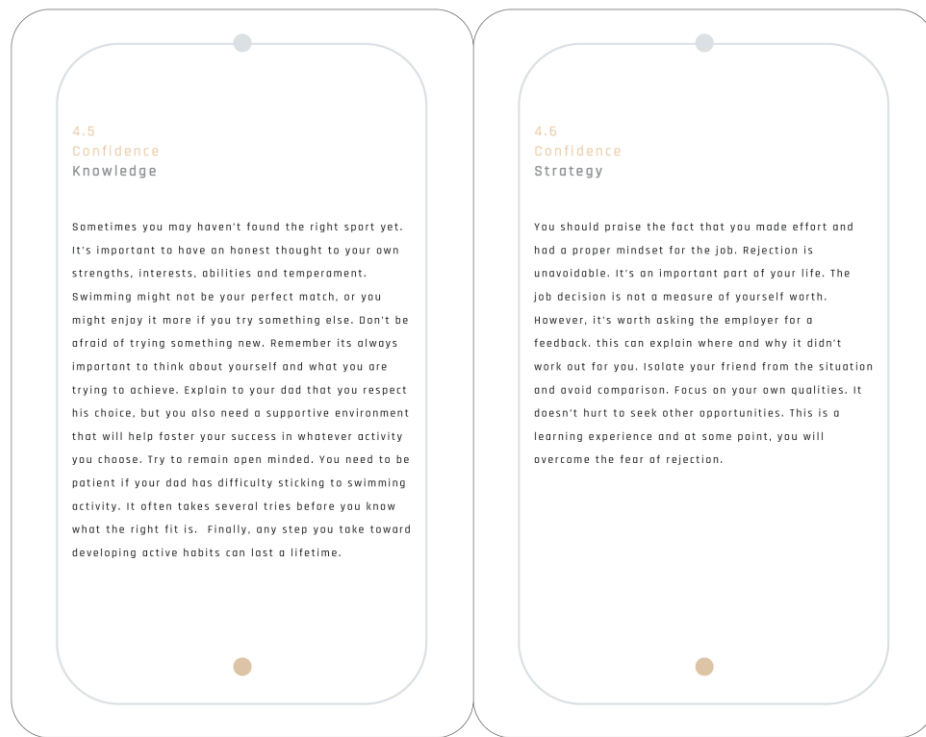 4.5
Confidence
Knowledge
Sometimes you may haven't found the right sport yet.
It's important to have an honest thought to your own
strengths, interests, abilities and temperament.
Swimming might not be your perfect match, or you
might enjoy it more if you try something else. Don't be
afraid of trying something new. Remember its always
important to think about yourself and what you are
trying to achieve. Explain to your dad that you respect
his choice, but you also need a supportive environment
that will help foster your success in whatever activity
you choose. Try to remain open minded. You need to be
patient if your dad has difficulty sticking to swimming
activity. It often takes several tries before you know
what the right fit is.  Finally, any step you take toward
developing active habits can last a lifetime.
4.6
Confidence
Strategy
You should praise the fact that you made effort and
had a proper mindset for the job. Rejection is
unavoidable. It's an important part of your life. The
job decision is not a measure of yourself worth.
However, it's worth asking the employer for a
feedback. this can explain where and why it didn't
work out for you. Isolate your friend from the situation
and avoid comparison. Focus on your own qualities. It
doesn't hurt to seek other opportunities. This is a
learning experience and at some point, you will
overcome the fear of rejection.